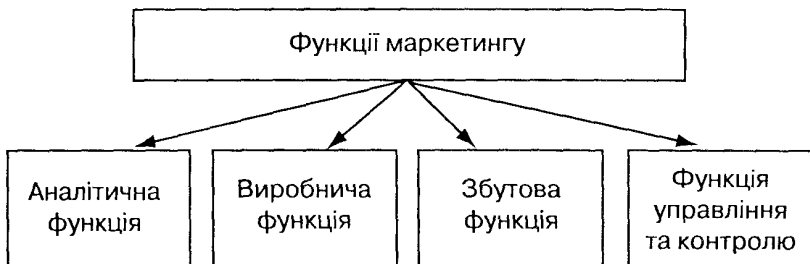 Функції маркетингу
Аналітична
функція
Виробнича
функція
Збутова
функція
Функція
управління
та контролю